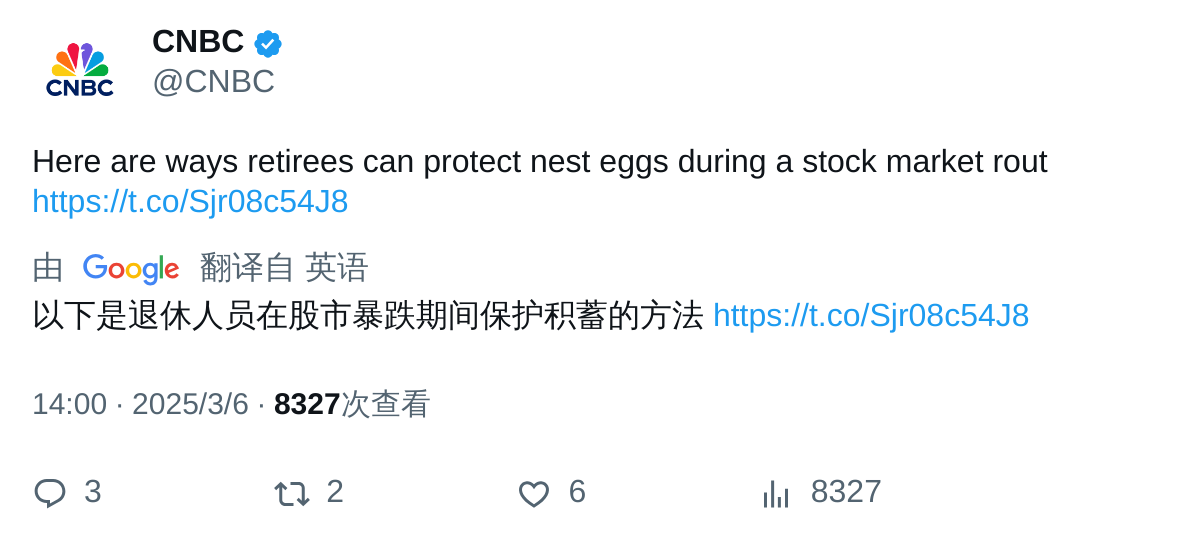 CNBC
CNBC
@CNBC
Here are ways retirees can protect nest eggs during a stock market rout
https://t.co/Sjr08c54J8
由 Google 翻译自 英语
以下是退休人员在股市暴跌期间保护积蓄的方法 https://t.co/Sjr08c54J8
14:00 · 2025/3/6 · 8327次查看
3 2 6 8327